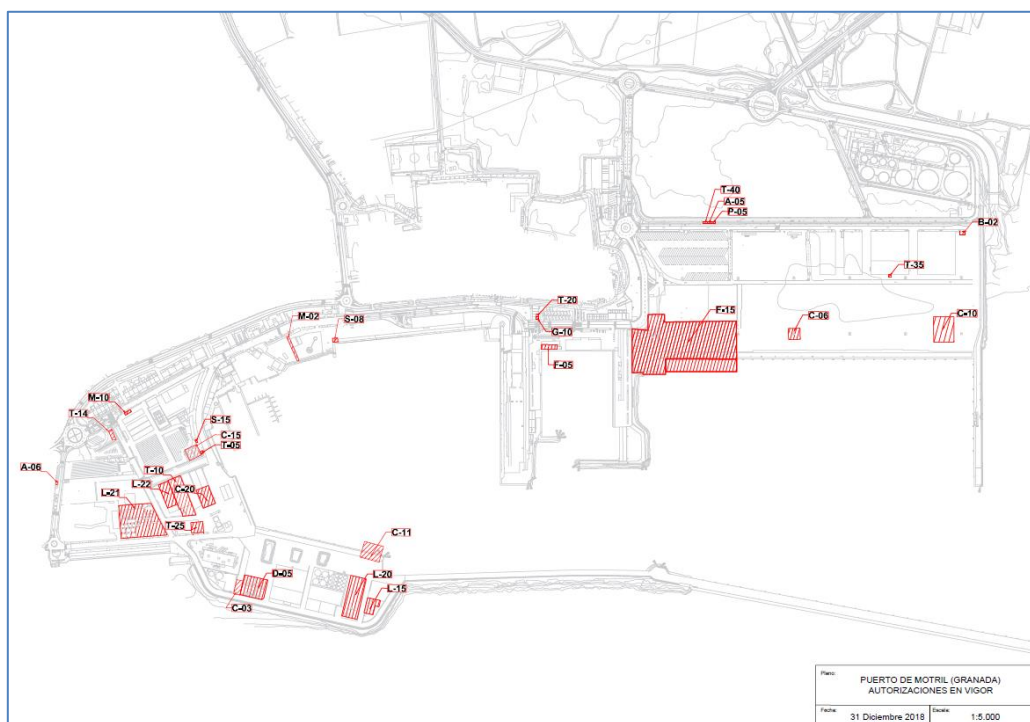 T-40
A-05
P-05
B-02
T-35
T-20
M-02
S-08
G-10
F-15
C-06
C-10
F-05
M-10
T-14
S-15
C-15
T-05
A-06
T-10
L-22
C-20
L-21
T-25
C-11
D-05
L-20
L-15
C-03
Plano:
PUERTO DE MOTRIL (GRANADA)
AUTORIZACIONES EN VIGOR
Fecha: 31 Diciembre 2018 Escala: 1:5.000